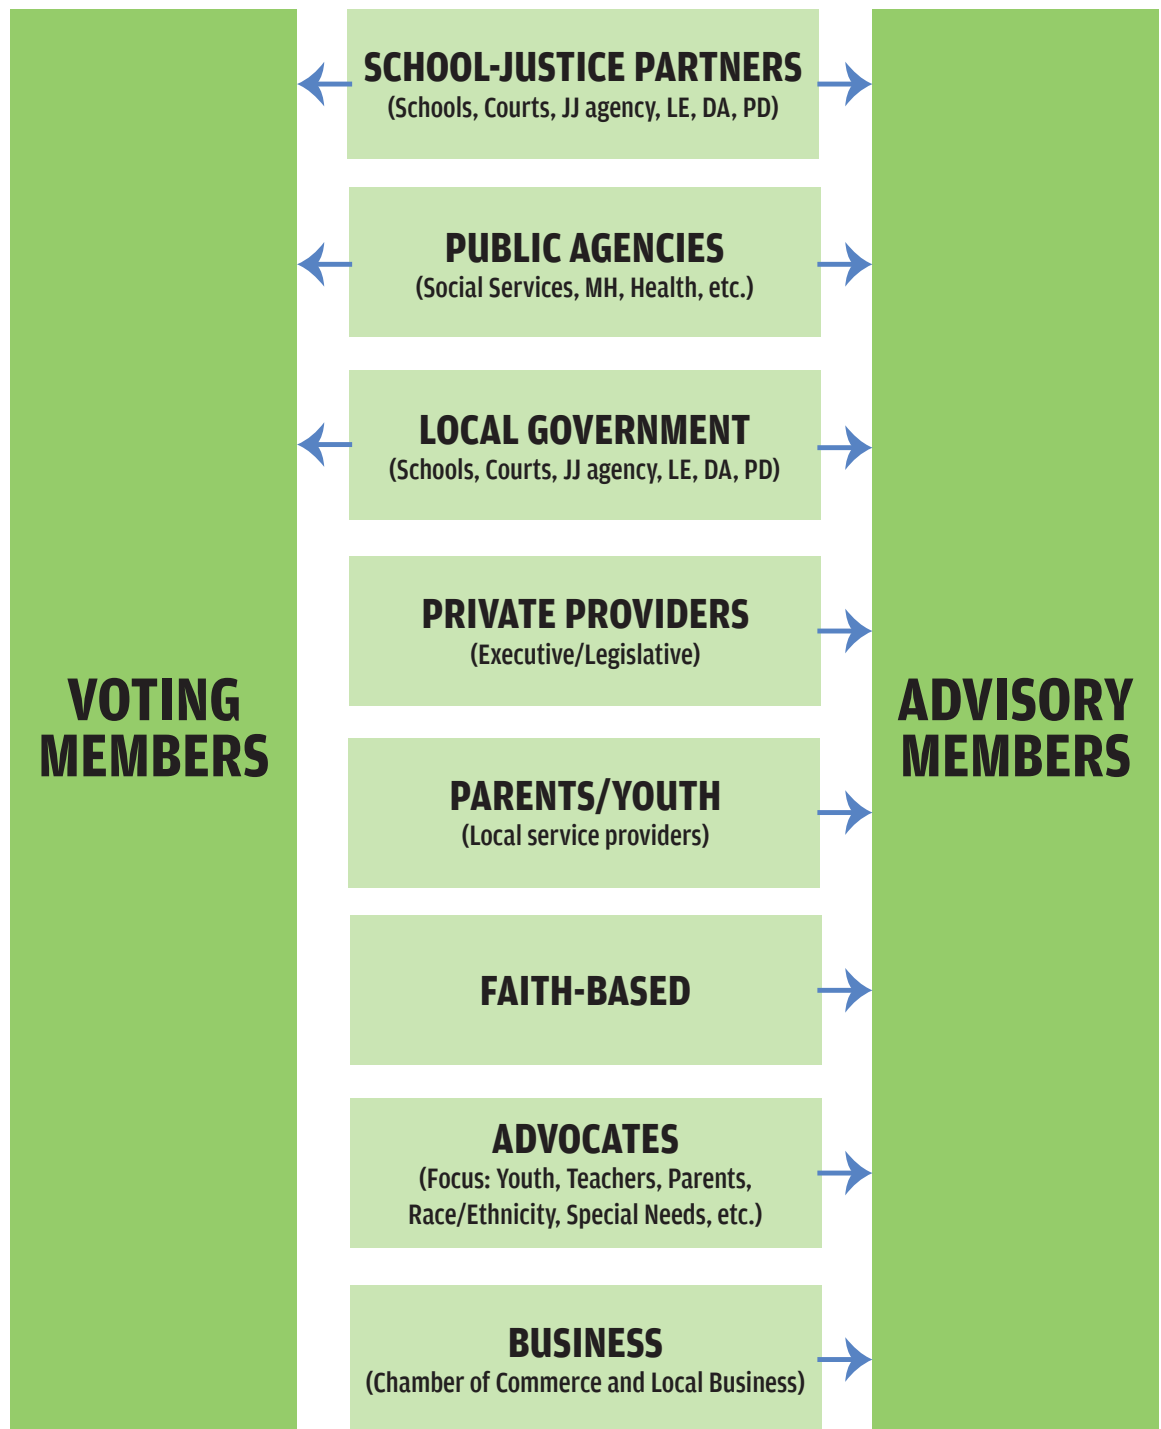 SCHOOL-JUSTICE PARTNERS
(Schools, Courts, JJ agency, LE, DA, PD)
PUBLIC AGENCIES
(Social Services, MH, Health, etc.)
LOCAL GOVERNMENT
(Schools, Courts, JJ agency, LE, DA, PD)
PRIVATE PROVIDERS
(Executive/Legislative)
VOTING
MEMBERS
ADVISORY
MEMBERS
PARENTS/YOUTH
(Local service providers)
FAITH-BASED
ADVOCATES
(Focus: Youth, Teachers, Parents,
Race/Ethnicity, Special Needs, etc.)
BUSINESS
(Chamber of Commerce and Local Business)